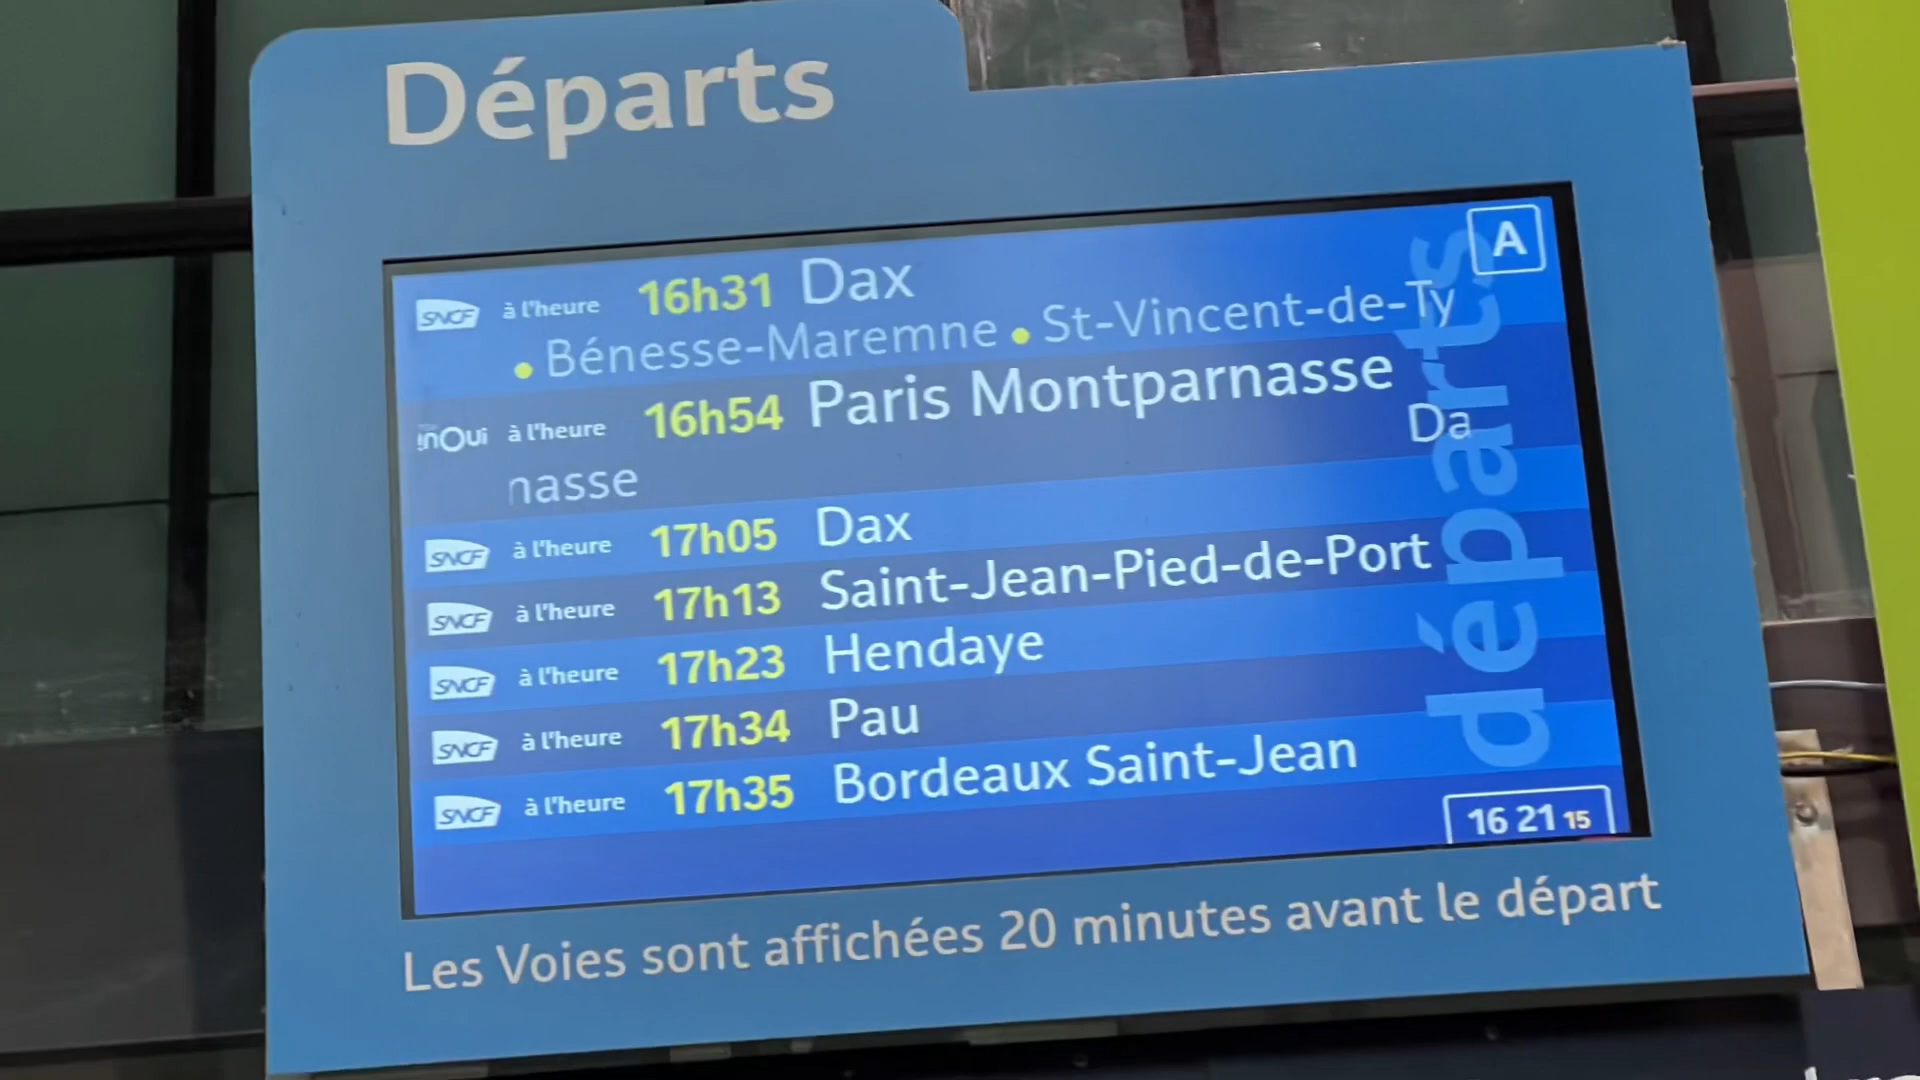 Départs
A
SNCF à l'heure 16h31 Dax
• Bénesse-Maremne • St-Vincent-de-Ty
inOui à l'heure 16h54 Paris Montparnasse
nasse Da
SNCF à l'heure 17h05 Dax
SNCF à l'heure 17h13 Saint-Jean-Pied-de-Port
SNCF à l'heure 17h23 Hendaye
SNCF à l'heure 17h34 Pau
SNCF à l'heure 17h35 Bordeaux Saint-Jean
départs
16 21 15
Les Voies sont affichées 20 minutes avant le départ